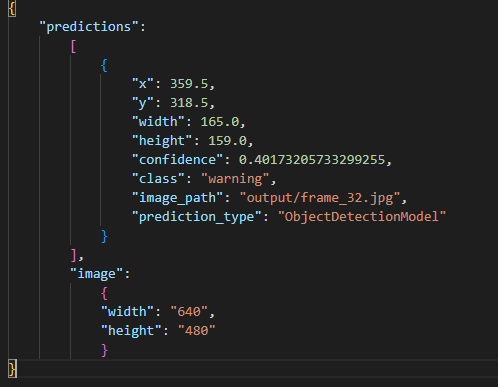 {
"predictions":
[
{
"x": 359.5,
"y": 318.5,
"width": 165.0,
"height": 159.0,
"confidence": 0.40173205733299255,
"class": "warning",
"image_path": "output/frame_32.jpg",
"prediction_type": "ObjectDetectionModel"
}
],
"image":
{
"width": "640",
"height": "480"
}
}